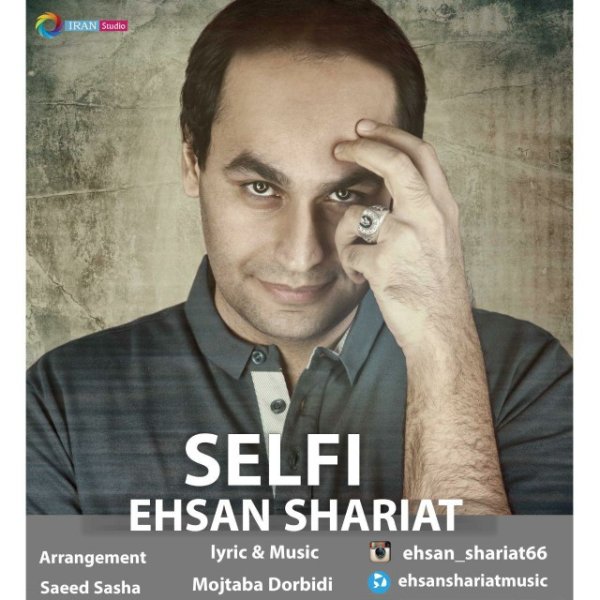 IRAN Studio
SELFI
EHSAN SHARIAT
Arrangement
Saeed Sasha
lyric & Music
Mojtaba Dorbidi
ehsan_shariat66
ehsanshariatmusic